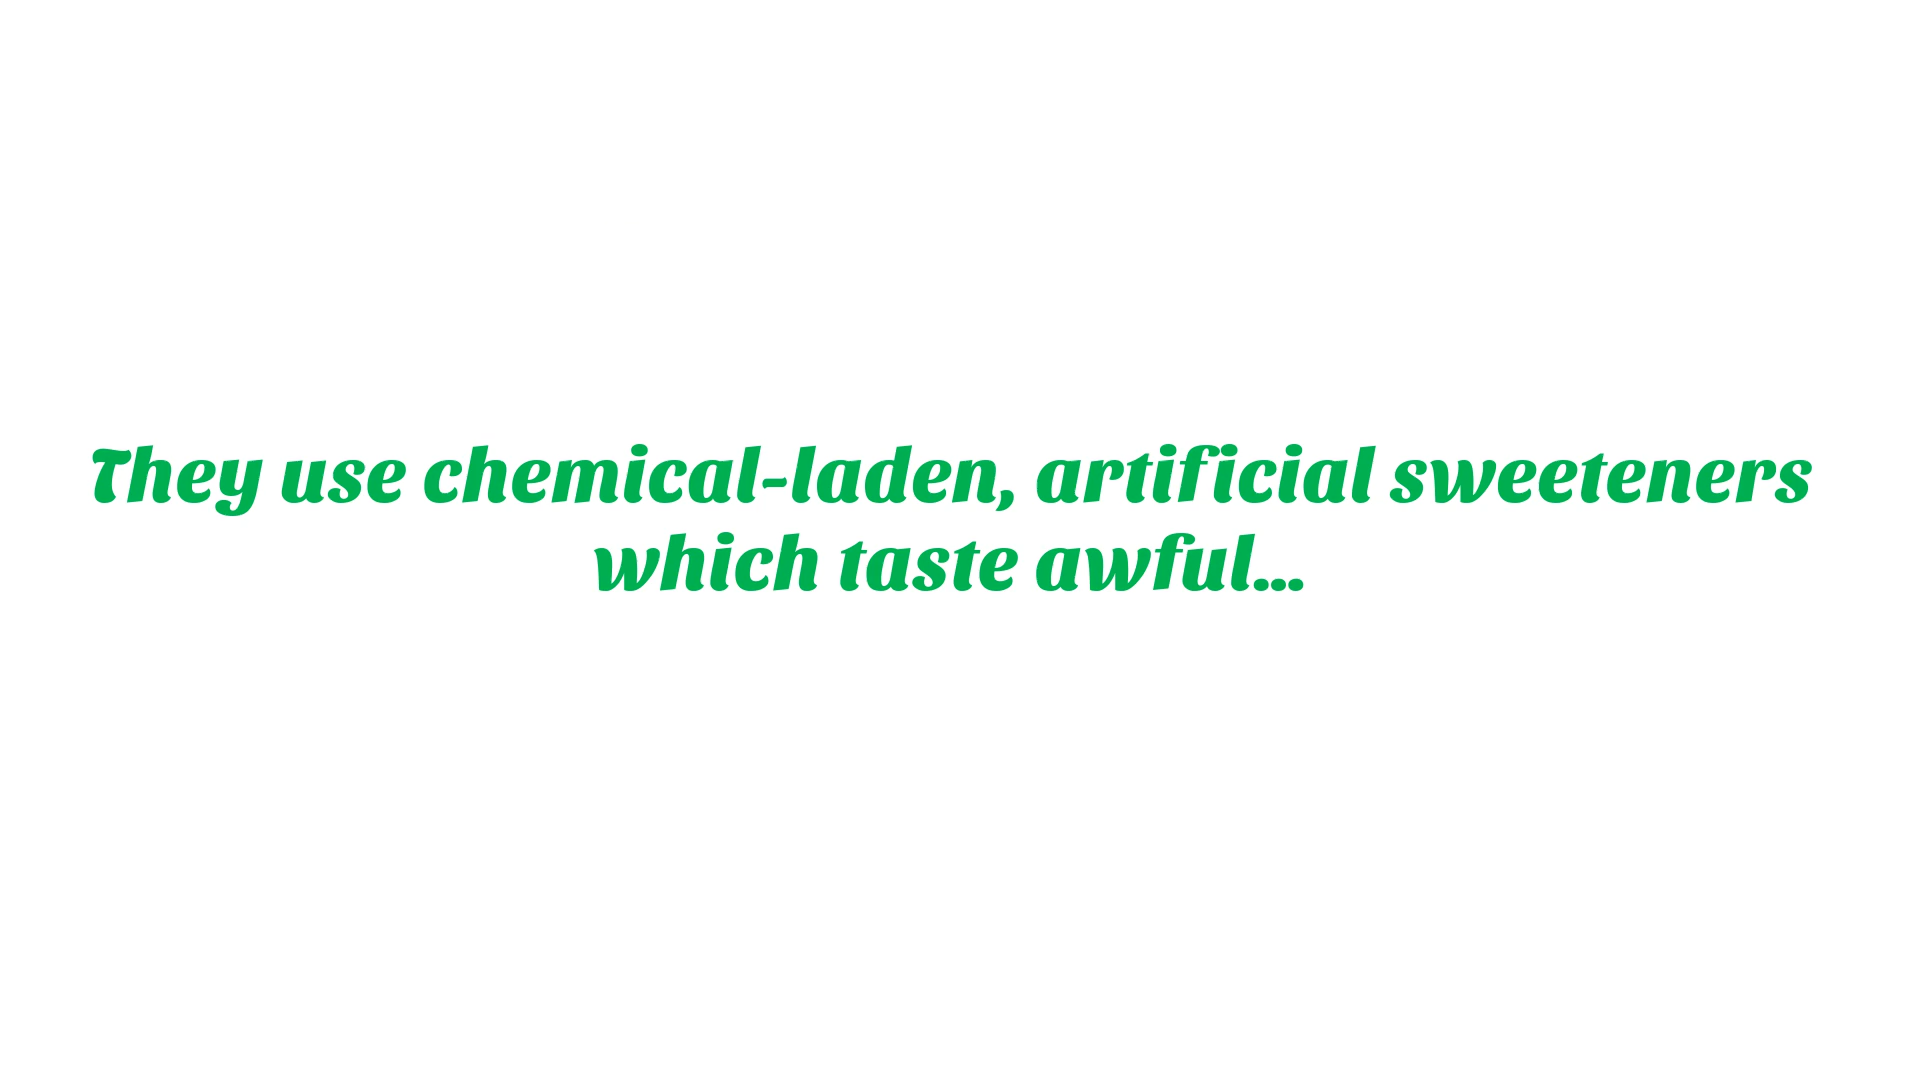 They use chemical-laden, artificial sweeteners
which taste awful...